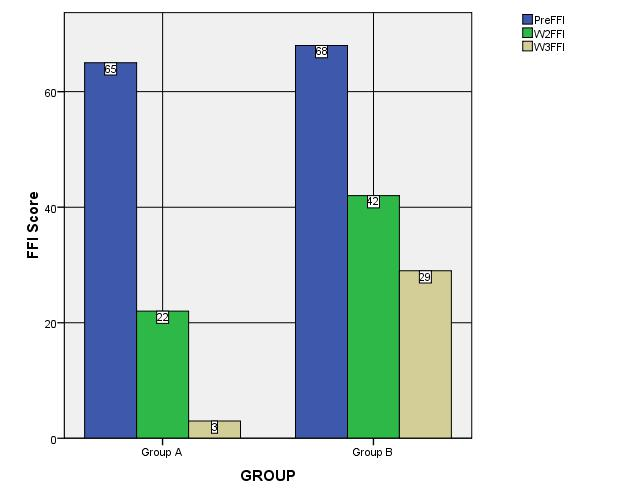 PreFFI
W2FFI
W3FFI
FFI Score
60
40
20
0
65
22
3
68
42
29
Group A
Group B
GROUP